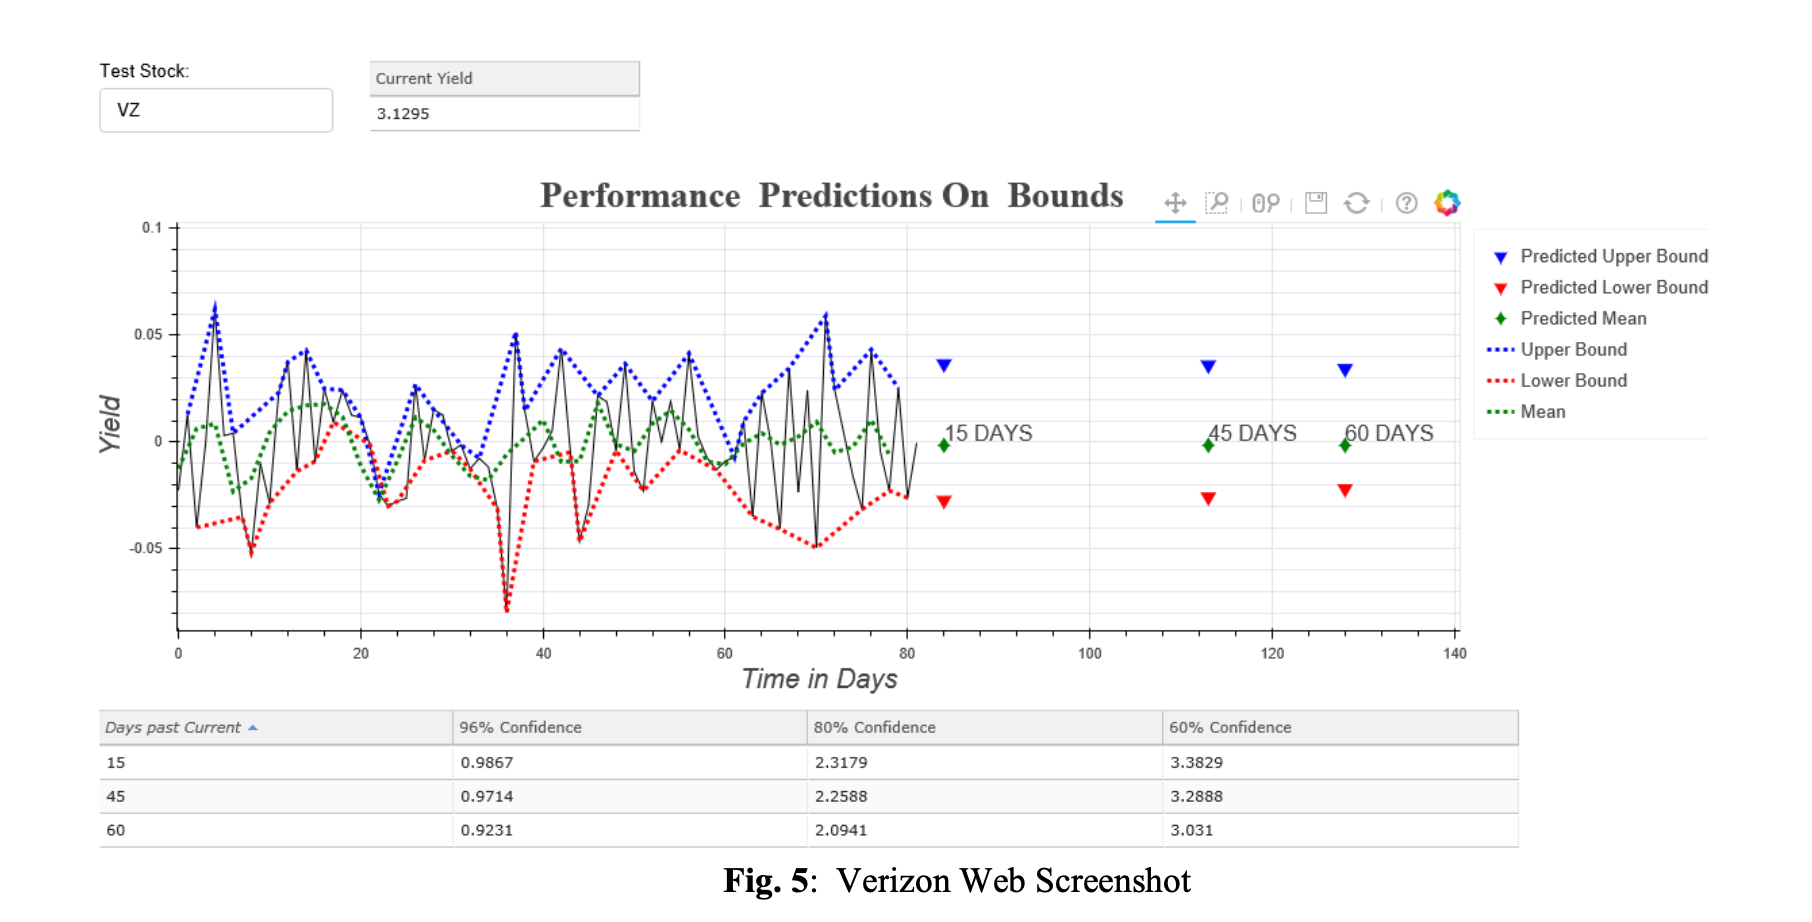 Test Stock:
VZ
Current Yield
3.1295
Performance Predictions On Bounds
0.1
0.05
0
-0.05
Yield
15 DAYS
45 DAYS
60 DAYS
0
20
40
60
80
100
120
140
Time in Days
Predicted Upper Bound
Predicted Lower Bound
Predicted Mean
Upper Bound
Lower Bound
Mean
Days past Current 96% Confidence 80% Confidence 60% Confidence
15 0.9867 2.3179 3.3829
45 0.9714 2.2588 3.2888
60 0.9231 2.0941 3.031
Fig. 5: Verizon Web Screenshot